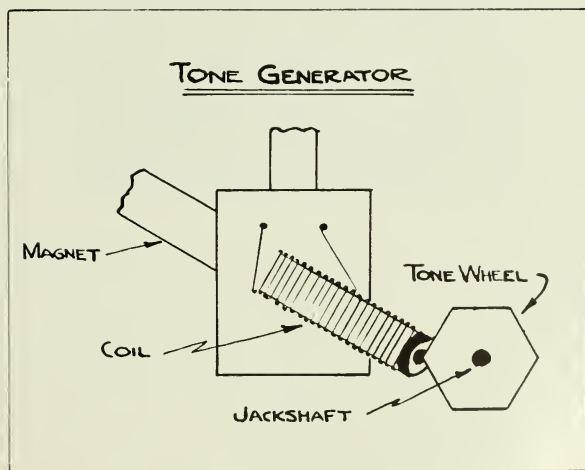 TONE GENERATOR
MAGNET
TONE WHEEL
COIL
JACKSHAFT